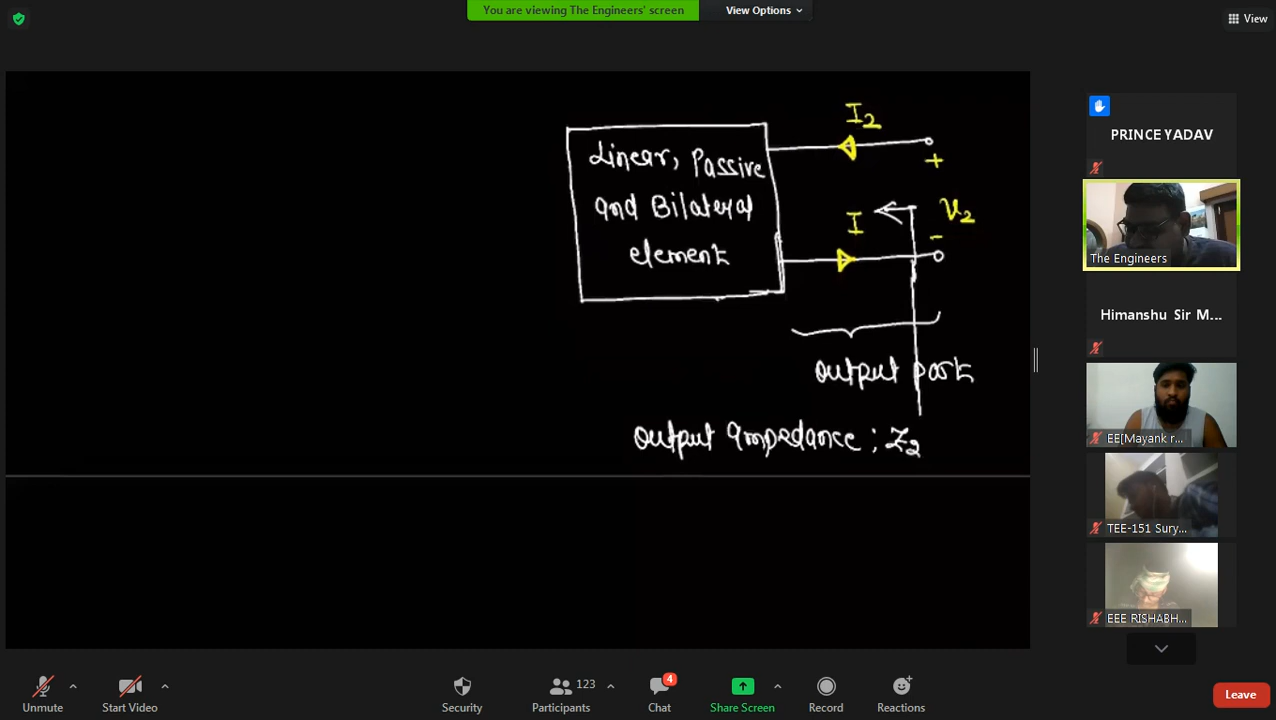 You are viewing The Engineers' screen
View Options
View
I2
Linear, Passive
and Bilateral
element
+
V2
I
-
output port
output Impedance : Z2
PRINCE YADAV
The Engineers
Himanshu Sir M...
EE[Mayank r...
TEE-151 Sury...
EEE RISHABH...
Unmute
Start Video
Security
Participants
123
Chat
4
Share Screen
Record
Reactions
Leave